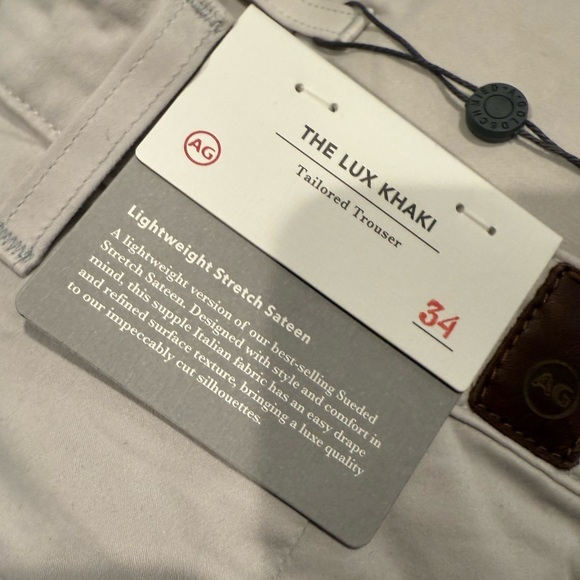 AG
THE LUX KHAKI
Tailored Trouser
34
Lightweight Stretch Sateen
A lightweight version of our best-selling Sueded
Stretch Sateen. Designed with style and comfort in
mind, this supple Italian fabric has an easy drape
and refined surface texture, bringing a luxe quality
to our impeccably cut silhouettes.
AG